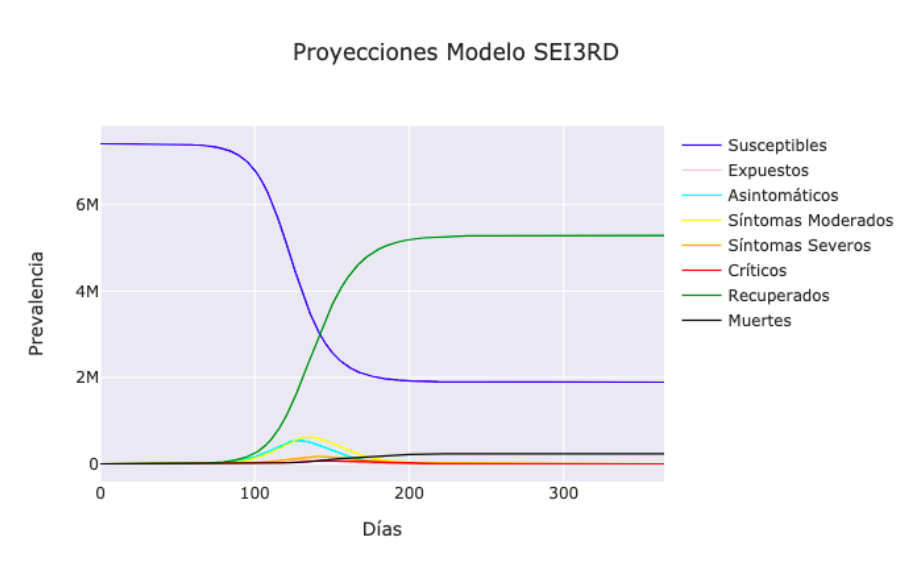 Proyecciones Modelo SEI3RD
Susceptibles
Expuestos
Asintomáticos
Síntomas Moderados
Síntomas Severos
Críticos
Recuperados
Muertes
Prevalencia
6M
4M
2M
0
0 100 200 300
Días